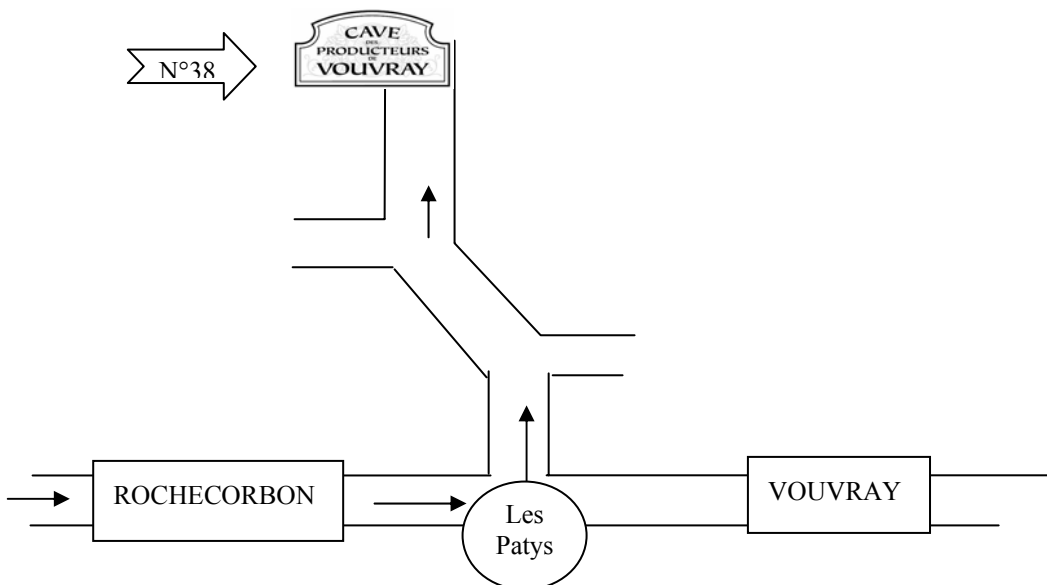 N°38
CAVE
DES
PRODUCTEURS
DE
VOUVRAY
ROCHECORBON
Les
Patys
VOUVRAY